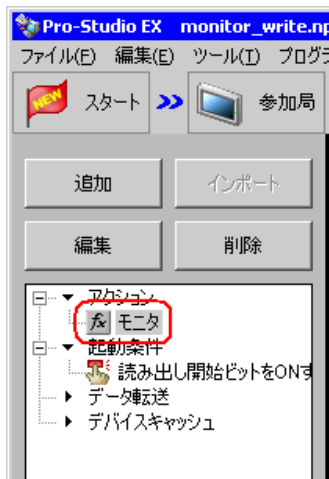 Pro-Studio EX monitor_write.np
ファイル(F) 編集(E) ツール(T) プログラ
NEW スタート 参加局
追加 インポート
編集 削除
アクション
fx モニタ
起動条件
読み出し開始ビットをONす
データ転送
デバイスキャッシュ